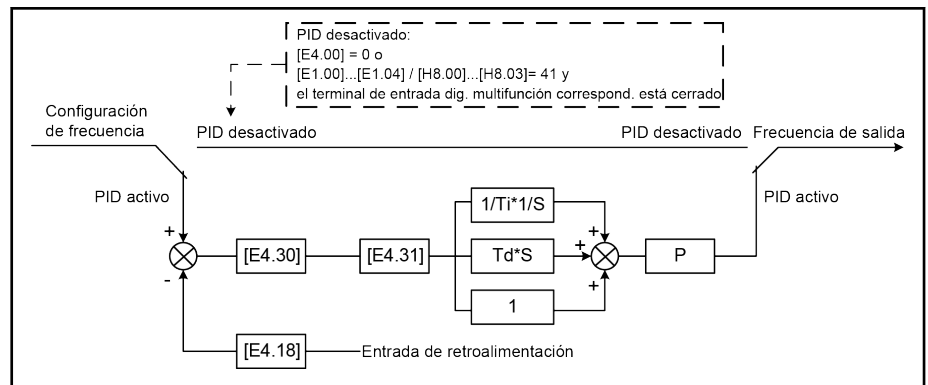 PID desactivado:
[E4.00] = 0 o
[E1.00]...[E1.04] / [H8.00]...[H8.03]= 41 y
el terminal de entrada dig. multifunción correspond. está cerrado
Configuración
de frecuencia
PID desactivado
PID desactivado
Frecuencia de salida
PID activo
PID activo
1/Ti*1/S
+
+
[E4.30]
[E4.31]
Td*S
+
P
-
+
1
[E4.18]
Entrada de retroalimentación